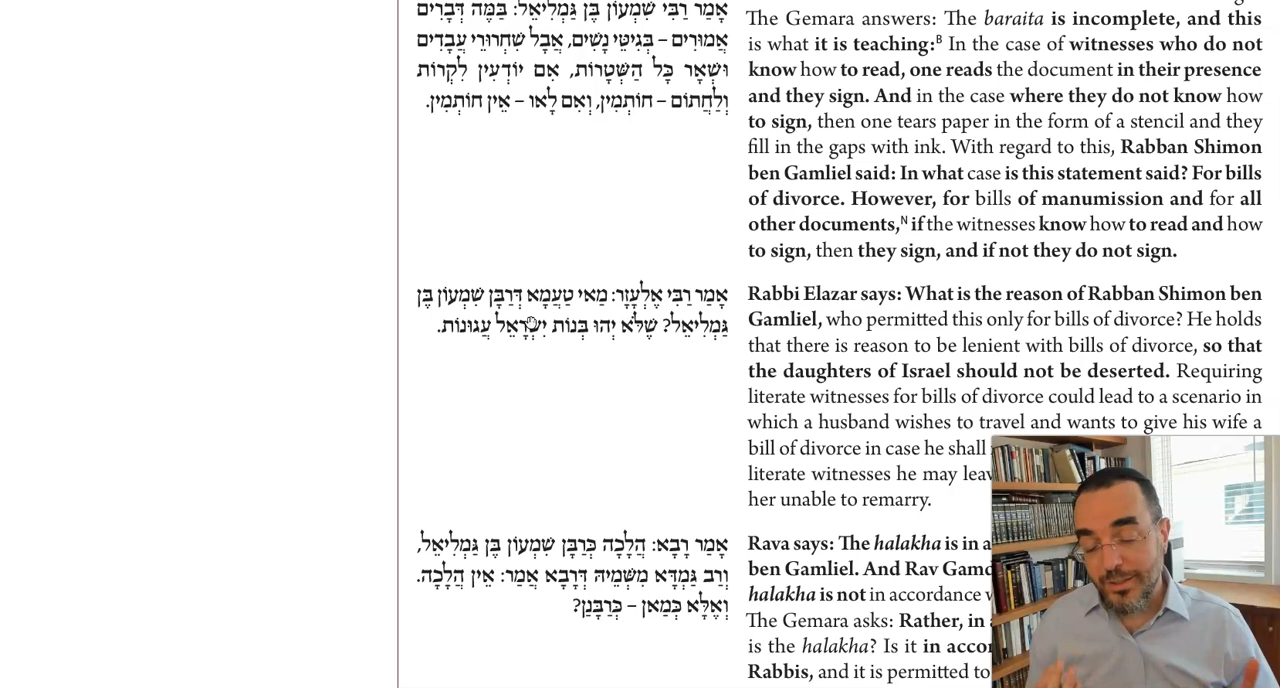 אָמַר רַבִּי שִׁמְעוֹן בֶּן גַּמְלִיאֵל: בַּמֶּה דְּבָרִים
אֲמוּרִים – בְּגִיטֵּי נָשִׁים, אֲבָל שִׁחְרוּרֵי עֲבָדִים
וּשְׁאָר כׇּל הַשְּׁטָרוֹת, אִם יוֹדְעִין לִקְרוֹת
וְלַחְתּוֹם – חוֹתְמִין, וְאִם לָאו – אֵין חוֹתְמִין.
The Gemara answers: The baraita is incomplete, and this
is what it is teaching:B In the case of witnesses who do not
know how to read, one reads the document in their presence
and they sign. And in the case where they do not know how
to sign, then one tears paper in the form of a stencil and they
fill in the gaps with ink. With regard to this, Rabban Shimon
ben Gamliel said: In what case is this statement said? For bills
of divorce. However, for bills of manumission and for all
other documents,N if the witnesses know how to read and how
to sign, then they sign, and if not they do not sign.
אָמַר רַבִּי אֶלְעָזָר: מַאי טַעְמָא דְּרַבָּן שִׁמְעוֹן בֶּן
גַּמְלִיאֵל? שֶׁלֹּא יְהוּ בְּנוֹת יִשְׂרָאֵל עֲגוּנוֹת.
Rabbi Elazar says: What is the reason of Rabban Shimon ben
Gamliel, who permitted this only for bills of divorce? He holds
that there is reason to be lenient with bills of divorce, so that
the daughters of Israel should not be deserted. Requiring
literate witnesses for bills of divorce could lead to a scenario in
which a husband wishes to travel and wants to give his wife a
bill of divorce in case he shall
literate witnesses he may
her unable to remarry.
אָמַר רָבָא: הֲלָכָה כְּרַבָּן שִׁמְעוֹן בֶּן גַּמְלִיאֵל,
וְרַב גַּמְדָּא מִשְּׁמֵיהּ דְּרָבָא אֲמַר: אֵין הֲלָכָה.
וְאֶלָּא כְּמַאן – כְּרַבָּנַן?
Rava says: The halakha is in
ben Gamliel. And Rav
halakha is not in accordance
The Gemara asks: Rather, in
is the halakha? Is it in
Rabbis, and it is permitted to